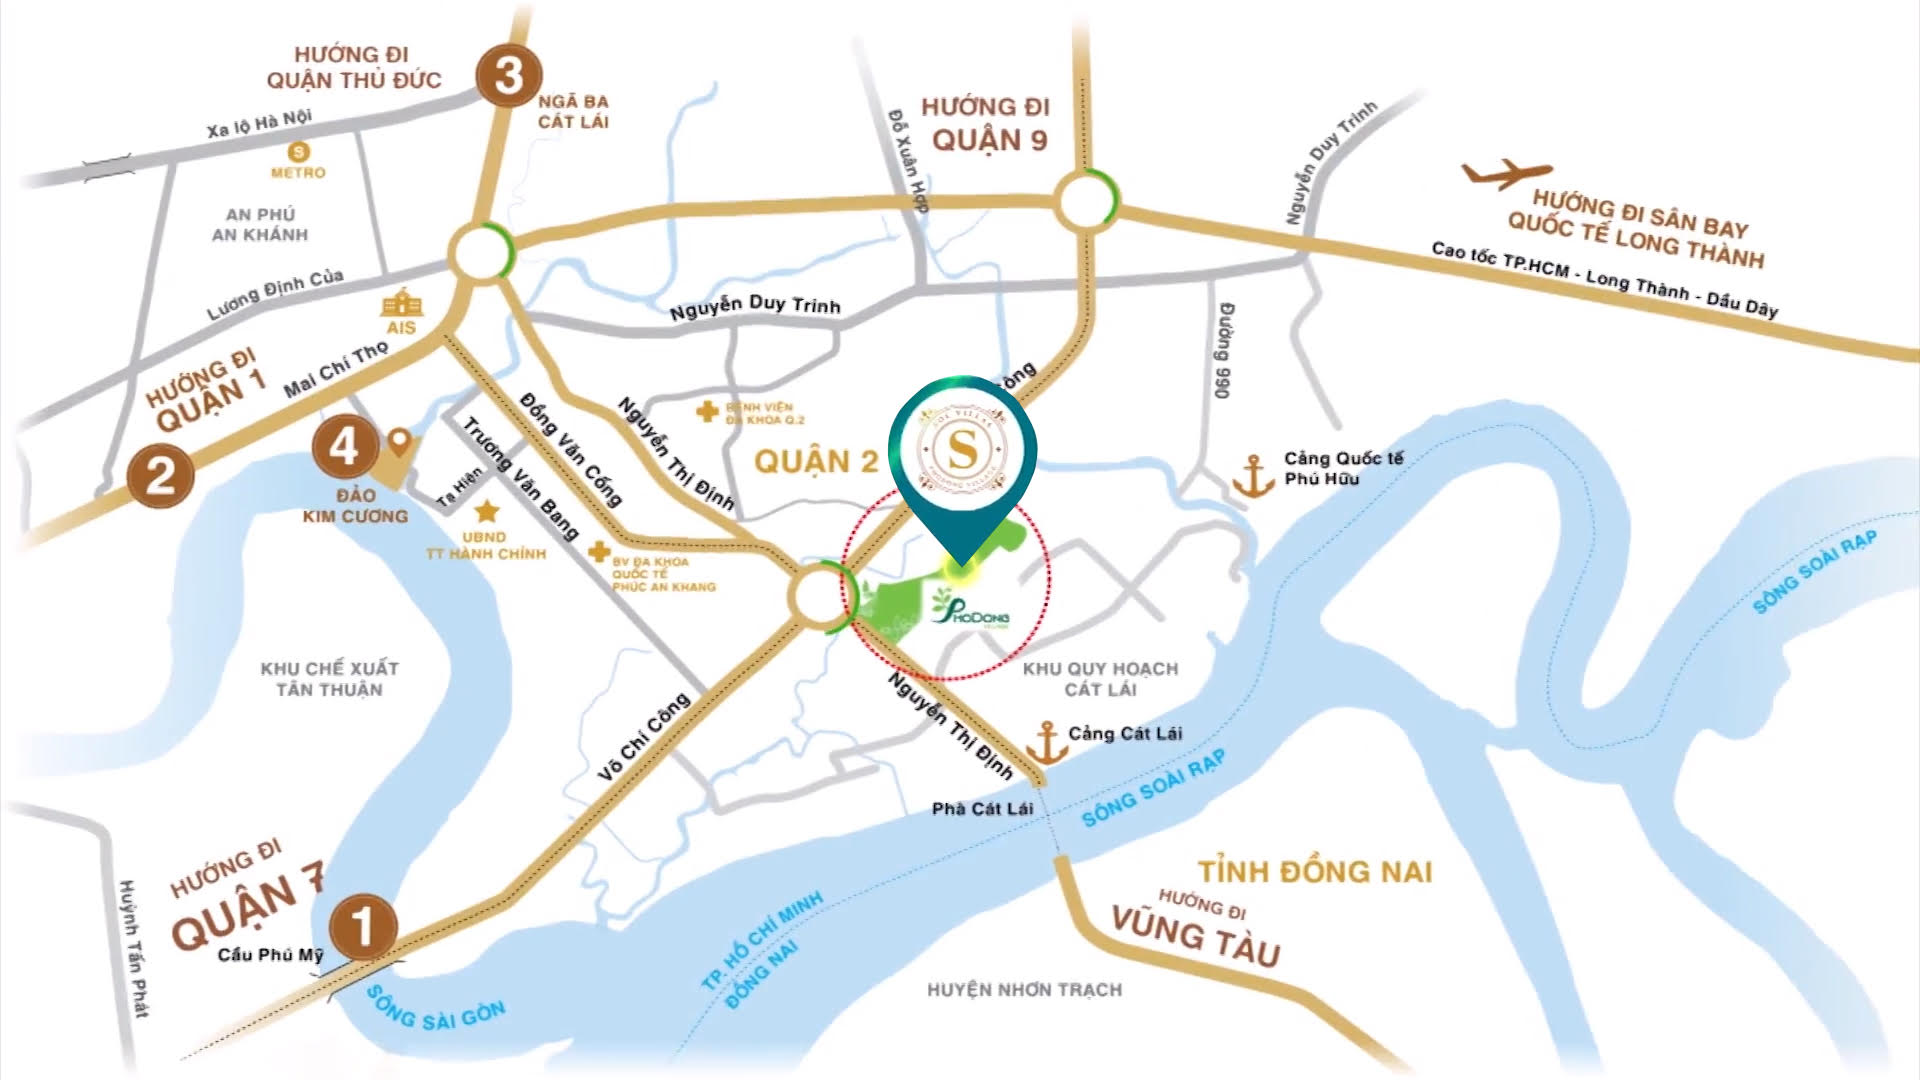 HƯỚNG ĐI
QUẬN THỦ ĐỨC
3
NGÃ BA
CÁT LÁI
Xa lộ Hà Nội
S
METRO
AN PHÚ
AN KHÁNH
Lương Định Của
AIS
HƯỚNG ĐI
QUẬN 1
Mai Chí Thọ
2
4
ĐẢO
KIM CƯƠNG
Tạ Hiện
Trương Văn Bang
Đồng Văn Cống
Nguyễn Thị Định
UBND
TT HÀNH CHÍNH
BV ĐA KHOA
QUỐC TẾ
PHÚC AN KHANG
BỆNH VIỆN
ĐA KHOA Q.2
QUẬN 2
HƯỚNG ĐI
QUẬN 9
Đỗ Xuân Hợp
Nguyễn Duy Trinh
Nguyễn Duy Trinh
HƯỚNG ĐI SÂN BAY
QUỐC TẾ LONG THÀNH
Cao tốc TP.HCM - Long Thành - Dầu Dây
Đường 990
S
PHODONG VILLAGE
PHODONG
VILLAGE
Cảng Quốc tế
Phú Hữu
SÔNG SOÀI RẠP
KHU CHẾ XUẤT
TÂN THUẬN
KHU QUY HOẠCH
CÁT LÁI
Võ Chí Công
Nguyễn Thị Định
Cảng Cát Lái
Phà Cát Lái
SÔNG SOÀI RẠP
HƯỚNG ĐI
QUẬN 7
1
Cầu Phú Mỹ
Huỳnh Tấn Phát
SÔNG SÀI GÒN
TP. HỒ CHÍ MINH
ĐỒNG NAI
TỈNH ĐỒNG NAI
HƯỚNG ĐI
VŨNG TÀU
HUYỆN NHƠN TRẠCH